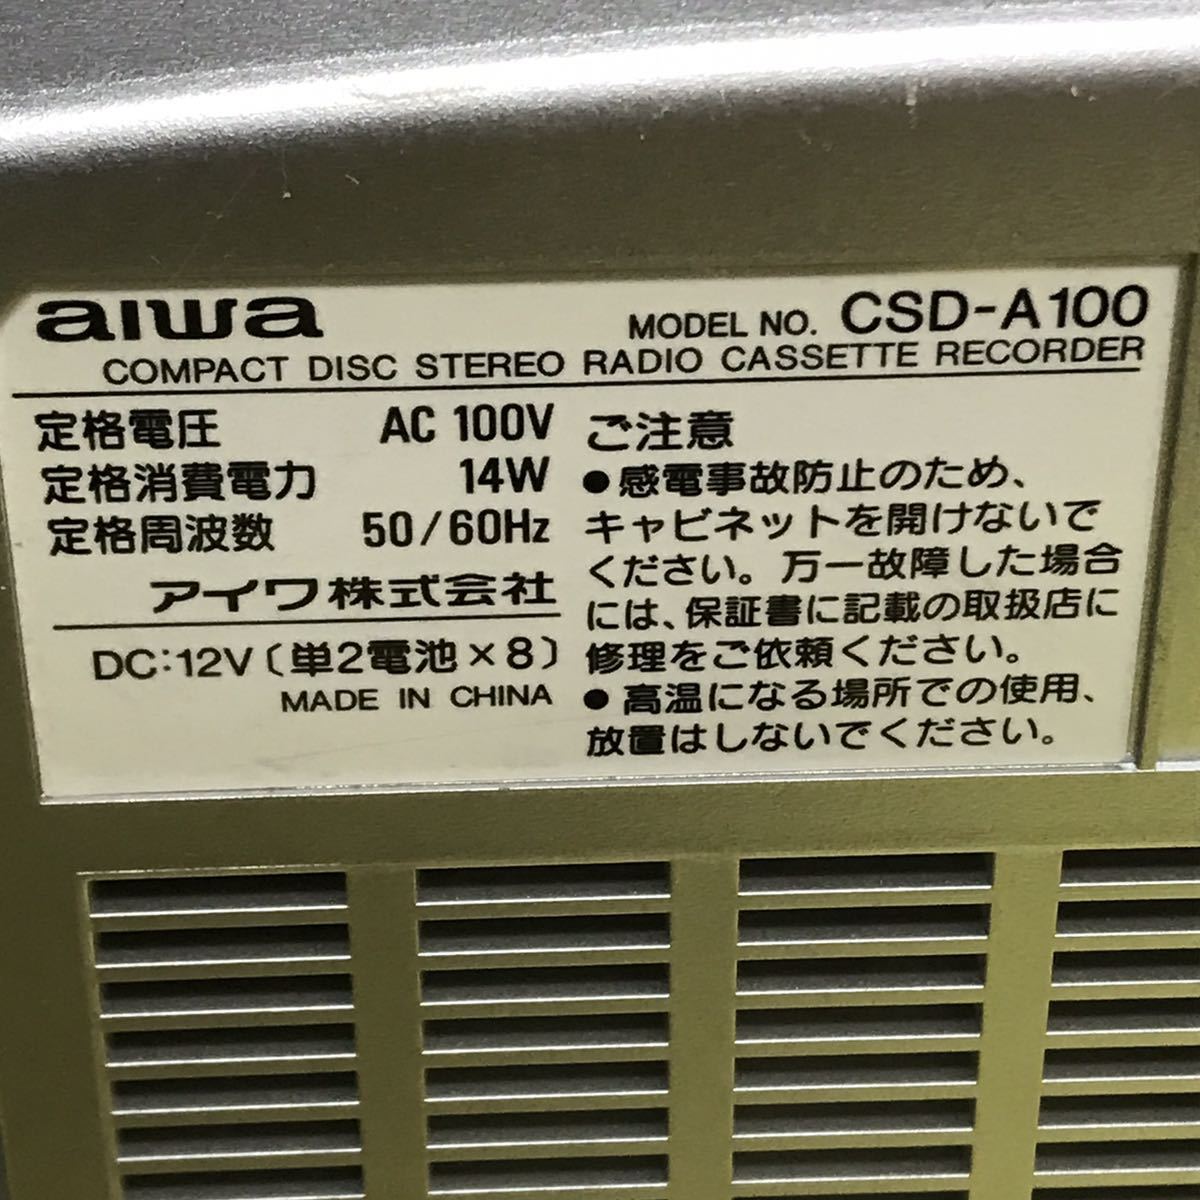 aiwa
MODEL NO. CSD-A100
COMPACT DISC STEREO RADIO CASSETTE RECORDER
定格電圧 AC 100V
定格消費電力 14W
定格周波数 50/60Hz
アイワ株式会社
DC:12V(単2電池×8)
MADE IN CHINA
ご注意
●感電事故防止のため、
キャビネットを開けないで
ください。万一故障した場合
には、保証書に記載の取扱店に
修理をご依頼ください。
●高温になる場所での使用、
放置はしないでください。